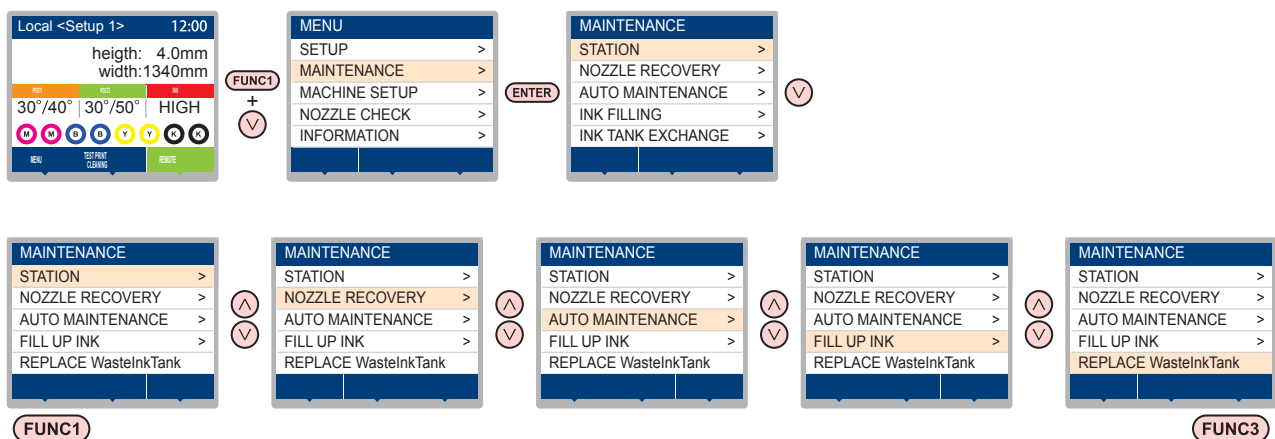 Local <Setup 1> 12:00
heigth: 4.0mm
width:1340mm
POST1 POST2 FAN
30°/40° 30°/50° HIGH
M M B B Y Y K K
MENU TEST PRINT CLEANING REMOTE
FUNC1
+
MENU
SETUP >
MAINTENANCE >
MACHINE SETUP >
NOZZLE CHECK >
INFORMATION >
ENTER
MAINTENANCE
STATION >
NOZZLE RECOVERY >
AUTO MAINTENANCE >
INK FILLING >
INK TANK EXCHANGE >
MAINTENANCE
STATION >
NOZZLE RECOVERY >
AUTO MAINTENANCE >
FILL UP INK >
REPLACE WasteInkTank
FUNC1
MAINTENANCE
STATION >
NOZZLE RECOVERY >
AUTO MAINTENANCE >
FILL UP INK >
REPLACE WasteInkTank
MAINTENANCE
STATION >
NOZZLE RECOVERY >
AUTO MAINTENANCE >
FILL UP INK >
REPLACE WasteInkTank
MAINTENANCE
STATION >
NOZZLE RECOVERY >
AUTO MAINTENANCE >
FILL UP INK >
REPLACE WasteInkTank
MAINTENANCE
STATION >
NOZZLE RECOVERY >
AUTO MAINTENANCE >
FILL UP INK >
REPLACE WasteInkTank
FUNC3